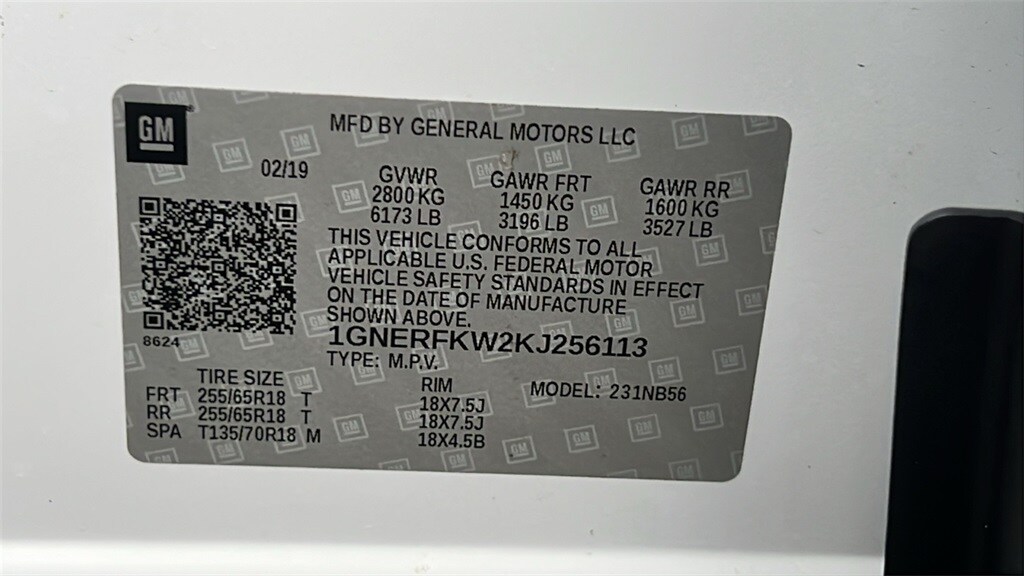 GM
MFD BY GENERAL MOTORS LLC
02/19
GVWR GAWR FRT GAWR RR
2800 KG 1450 KG 1600 KG
6173 LB 3196 LB 3527 LB
THIS VEHICLE CONFORMS TO ALL
APPLICABLE U.S. FEDERAL MOTOR
VEHICLE SAFETY STANDARDS IN EFFECT
ON THE DATE OF MANUFACTURE
SHOWN ABOVE.
8624
1GNERFKW2KJ256113
TYPE: M.P.V.
TIRE SIZE RIM MODEL: 231NB56
FRT 255/65R18 T 18X7.5J
RR 255/65R18 T 18X7.5J
SPA T135/70R18 M 18X4.5B